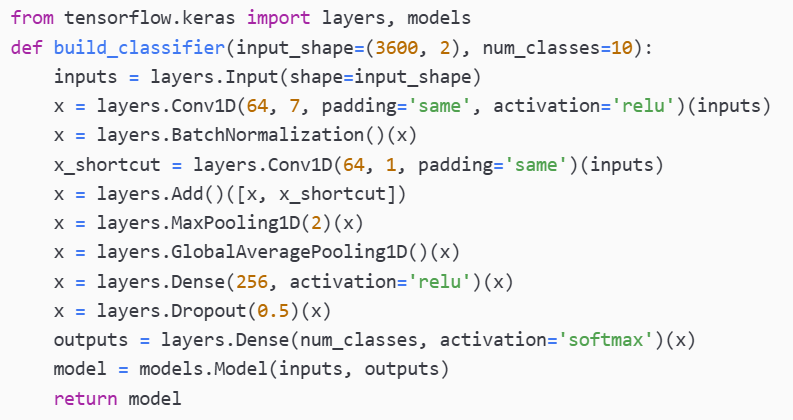 from tensorflow.keras import layers, models
def build_classifier(input_shape=(3600, 2), num_classes=10):
    inputs = layers.Input(shape=input_shape)
    x = layers.Conv1D(64, 7, padding='same', activation='relu')(inputs)
    x = layers.BatchNormalization()(x)
    x_shortcut = layers.Conv1D(64, 1, padding='same')(inputs)
    x = layers.Add()([x, x_shortcut])
    x = layers.MaxPooling1D(2)(x)
    x = layers.GlobalAveragePooling1D()(x)
    x = layers.Dense(256, activation='relu')(x)
    x = layers.Dropout(0.5)(x)
    outputs = layers.Dense(num_classes, activation='softmax')(x)
    model = models.Model(inputs, outputs)
    return model